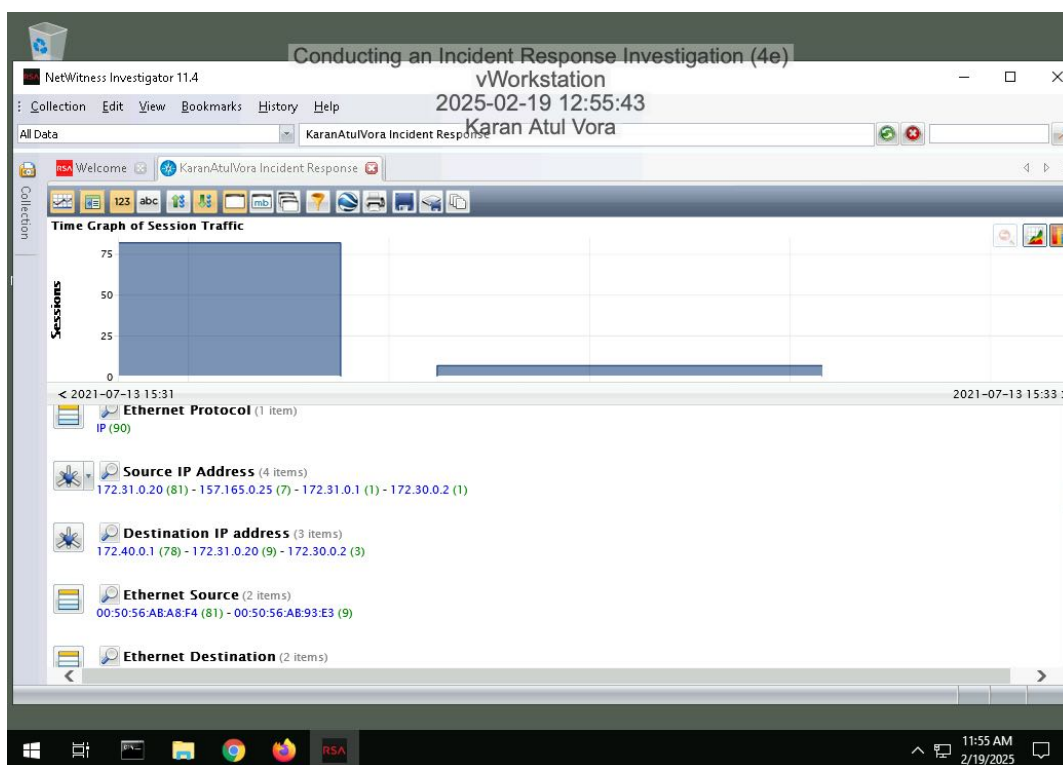 Conducting an Incident Response Investigation (4e)
vWorkstation
2025-02-19 12:55:43
Karan Atul Vora
RSA NetWitness Investigator 11.4
Collection Edit View Bookmarks History Help
All Data KaranAtulVora Incident Response
RSA Welcome KaranAtulVora Incident Response
Collection
123 abc mb
Time Graph of Session Traffic
Sessions
75
50
25
0
< 2021-07-13 15:31 2021-07-13 15:33
Ethernet Protocol (1 item)
IP (90)
Source IP Address (4 items)
172.31.0.20 (81) - 157.165.0.25 (7) - 172.31.0.1 (1) - 172.30.0.2 (1)
Destination IP address (3 items)
172.40.0.1 (78) - 172.31.0.20 (9) - 172.30.0.2 (3)
Ethernet Source (2 items)
00:50:56:AB:A8:F4 (81) - 00:50:56:AB:93:E3 (9)
Ethernet Destination (2 items)
RSA
11:55 AM
2/19/2025